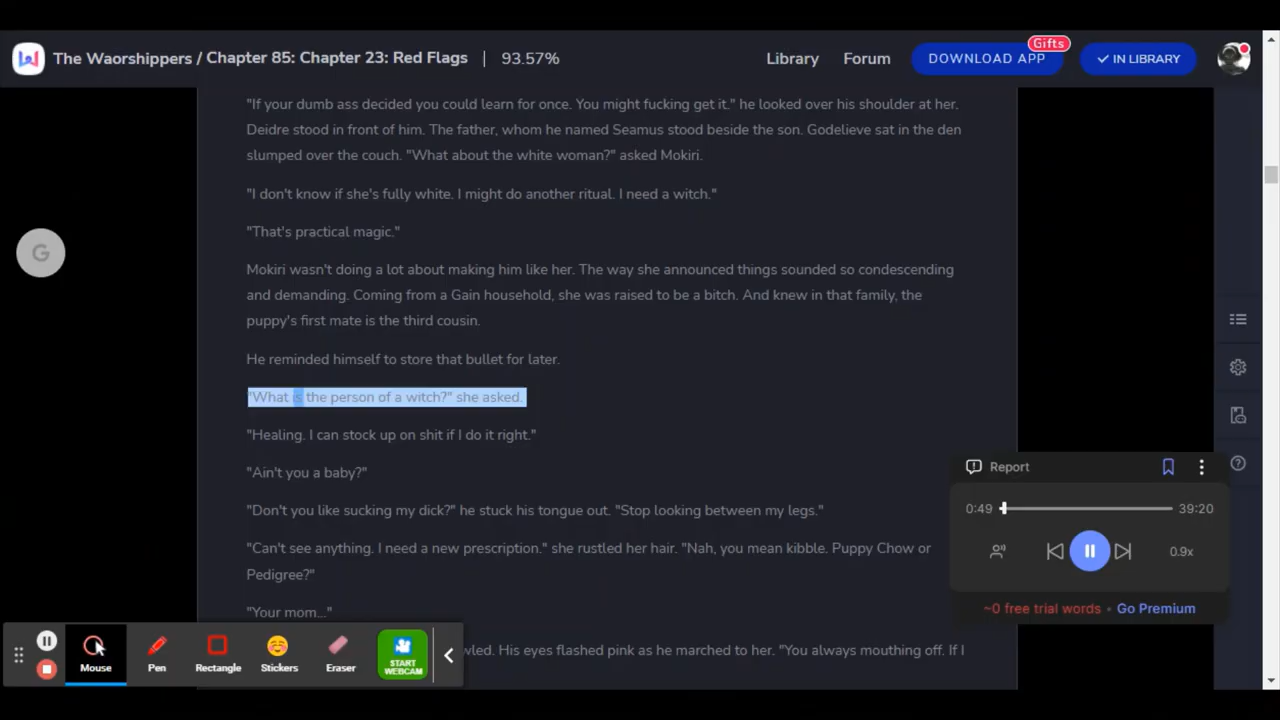 The Waorshippers / Chapter 85: Chapter 23: Red Flags | 93.57%
Library
Forum
DOWNLOAD APP
Gifts
IN LIBRARY
"If your dumb ass decided you could learn for once. You might fucking get it." he looked over his shoulder at her.
Deidre stood in front of him. The father, whom he named Seamus stood beside the son. Godelieve sat in the den
slumped over the couch. "What about the white woman?" asked Mokiri.
"I don't know if she's fully white. I might do another ritual. I need a witch."
"That's practical magic."
G
Mokiri wasn't doing a lot about making him like her. The way she announced things sounded so condescending
and demanding. Coming from a Gain household, she was raised to be a bitch. And knew in that family, the
puppy's first mate is the third cousin.
He reminded himself to store that bullet for later.
"What is the person of a witch?" she asked.
"Healing. I can stock up on shit if I do it right."
"Ain't you a baby?"
"Don't you like sucking my dick?" he stuck his tongue out. "Stop looking between my legs."
"Can't see anything. I need a new prescription." she rustled her hair. "Nah, you mean kibble. Puppy Chow or
Pedigree?"
"Your mom..."
wled. His eyes flashed pink as he marched to her. "You always mouthing off. If I
Report
0:49
39:20
0.9x
~0 free trial words • Go Premium
Mouse
Pen
Rectangle
Stickers
Eraser
START
WEBCAM